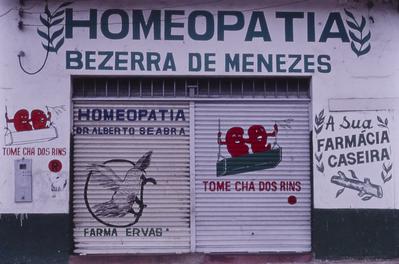 HOMEOPATIA
BEZERRA DE MENEZES
HOMEOPATIA
DR ALBERTO SEABRA
TOME CHA DOS RINS
TOME CHA DOS RINS
FARMA ERVAS
A Sua
FARMÁCIA
CASEIRA